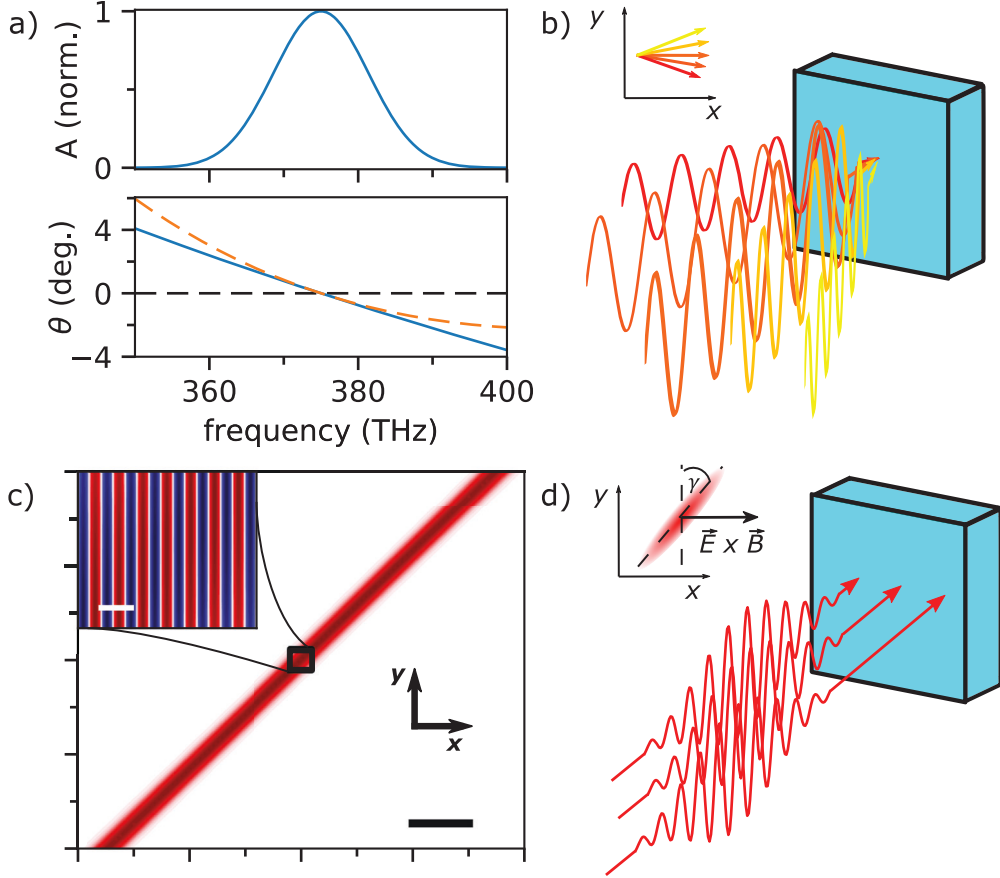 a)
A (norm.)
1
0
θ (deg.)
4
0
−4
360
380
400
frequency (THz)
b)
y
x
c)
y
x
d)
y
γ
E⃗ x B⃗
x